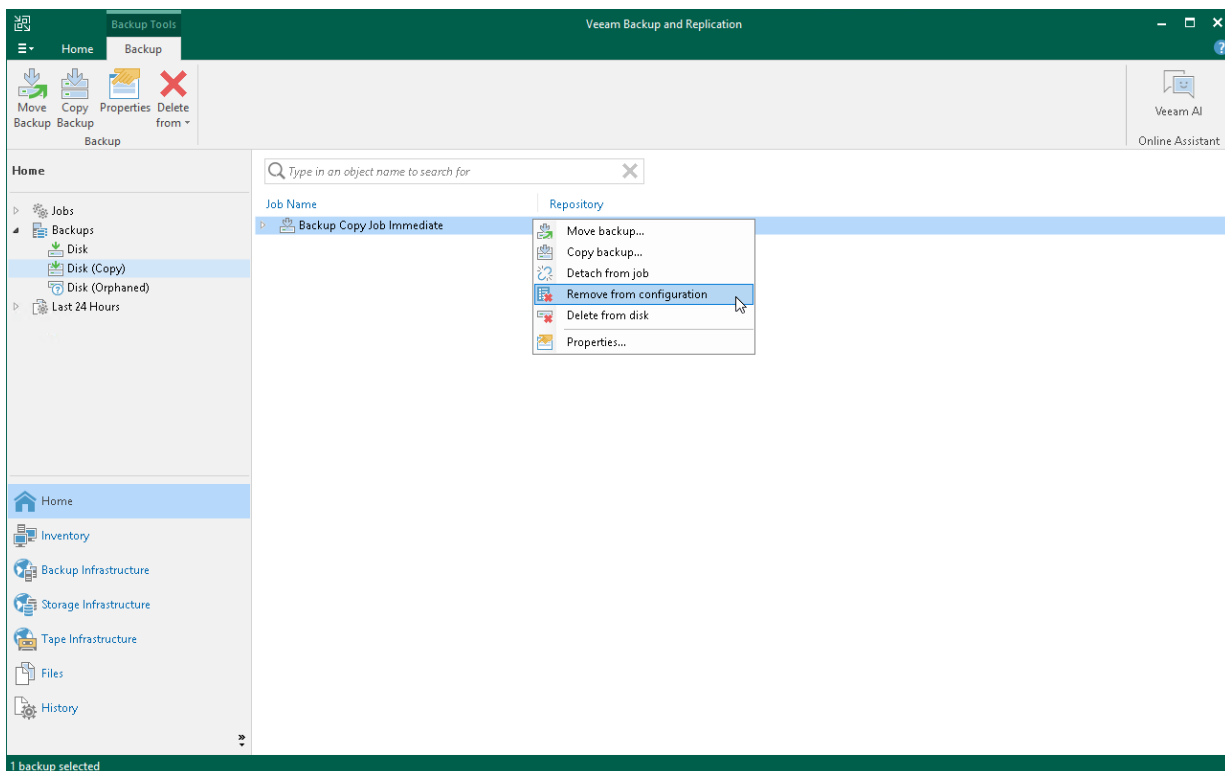 Backup Tools
Veeam Backup and Replication
Home
Backup
Move Backup
Copy Backup
Properties
Delete from
Backup
Veeam AI
Online Assistant
Home
Type in an object name to search for
Job Name
Repository
Jobs
Backups
Disk
Disk (Copy)
Disk (Orphaned)
Last 24 Hours
Backup Copy Job Immediate
Move backup...
Copy backup...
Detach from job
Remove from configuration
Delete from disk
Properties...
Home
Inventory
Backup Infrastructure
Storage Infrastructure
Tape Infrastructure
Files
History
1 backup selected